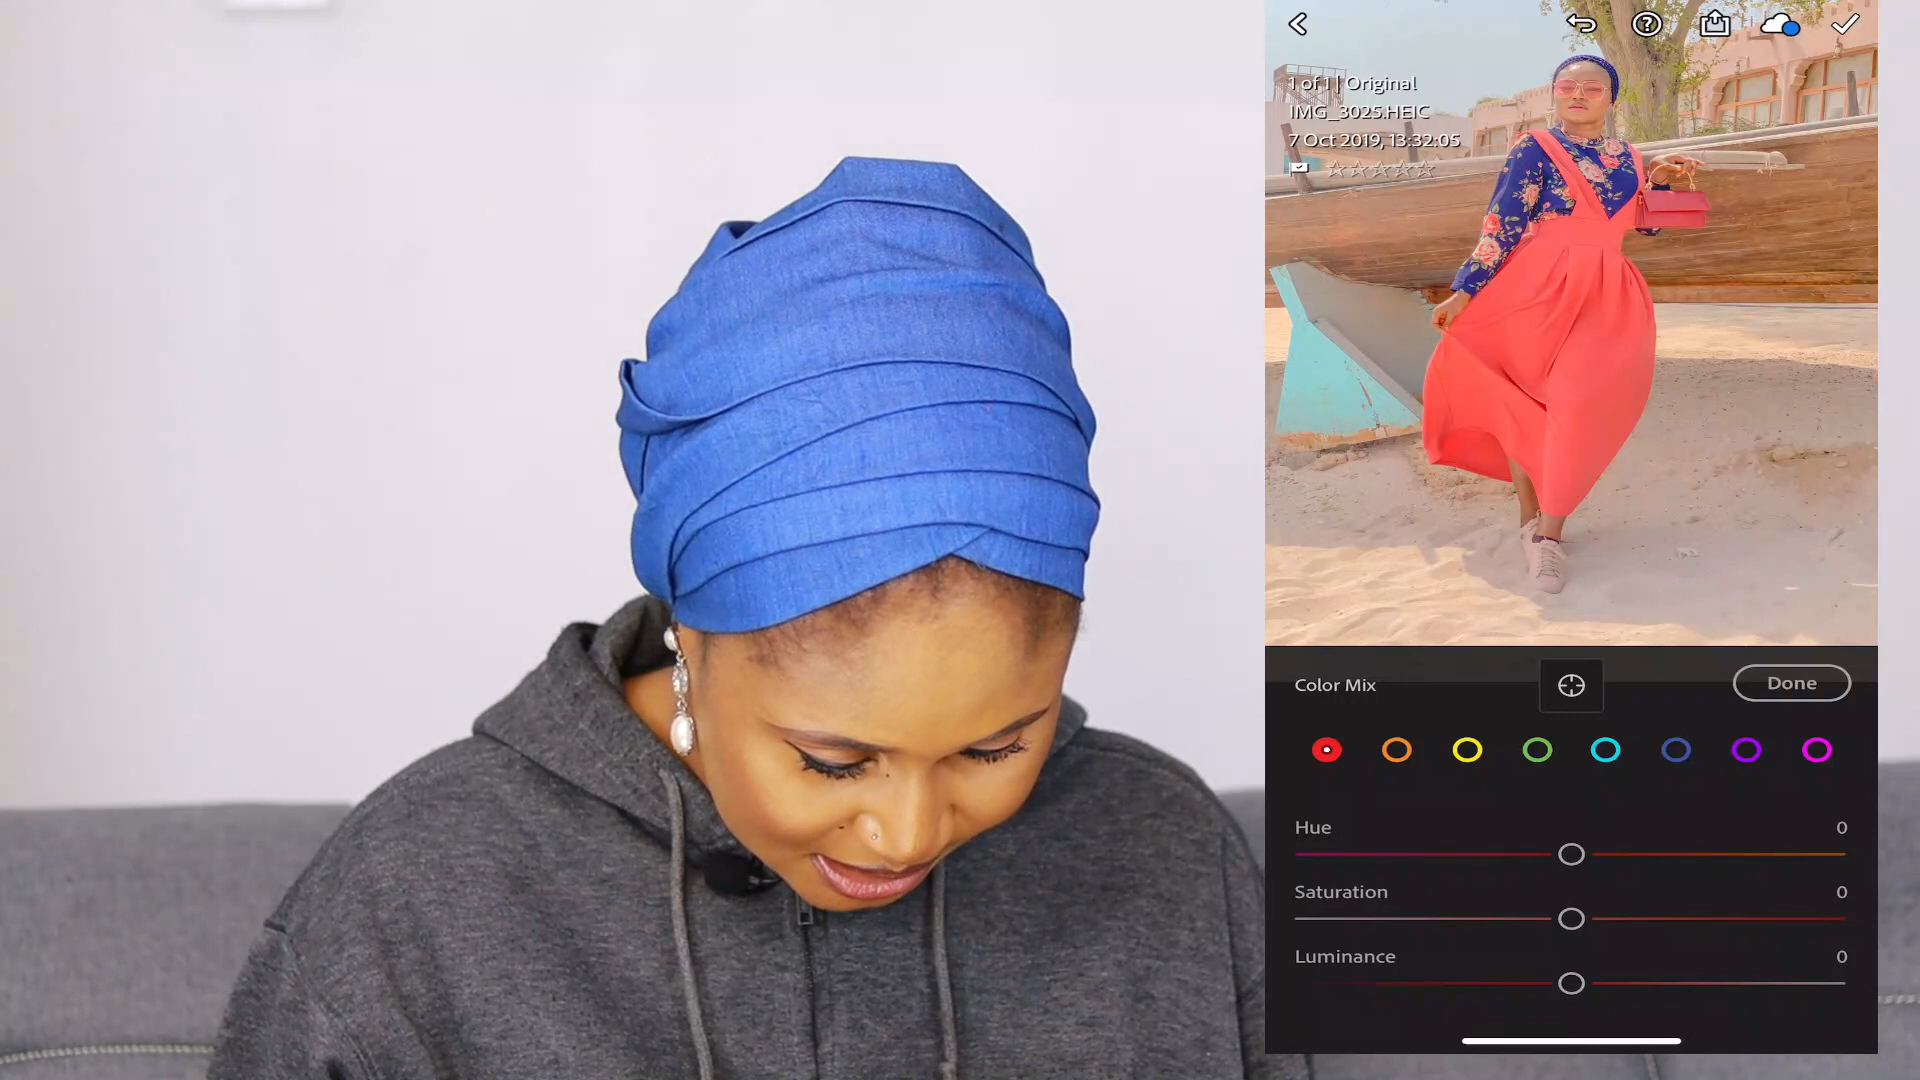 1 of 1 | Original
IMG_3025.HEIC
7 Oct 2019, 13:32:05
Color Mix
Done
Hue 0
Saturation 0
Luminance 0